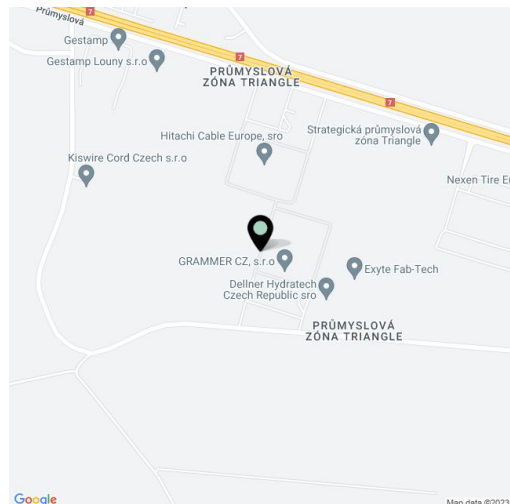 Průmyslová
7
Gestamp
Gestamp Louny s.r.o
7
PRŮMYSLOVÁ
ZÓNA TRIANGLE
7
Hitachi Cable Europe, sro
Strategická průmyslová
zóna Triangle
Kiswire Cord Czech s.r.o
Nexen Tire Eu
GRAMMER CZ, s.r.o
Exyte Fab-Tech
Dellner Hydratech
Czech Republic sro
PRŮMYSLOVÁ
ZÓNA TRIANGLE
Google
Map data ©2023